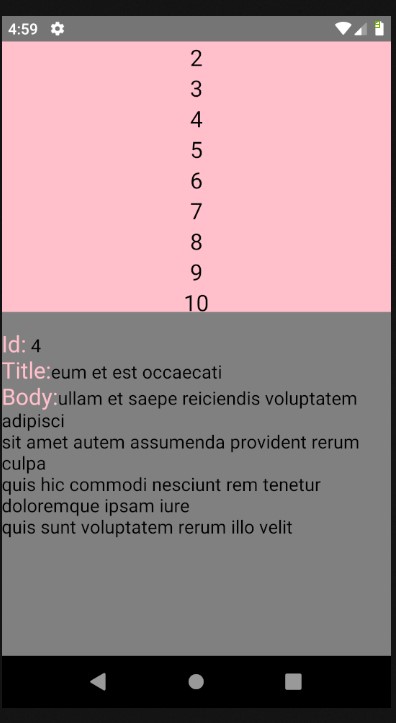 4:59
2
3
4
5
6
7
8
9
10
Id: 4
Title:eum et est occaecati
Body:ullam et saepe reiciendis voluptatem
adipisci
sit amet autem assumenda provident rerum
culpa
quis hic commodi nesciunt rem tenetur
doloremque ipsam iure
quis sunt voluptatem rerum illo velit